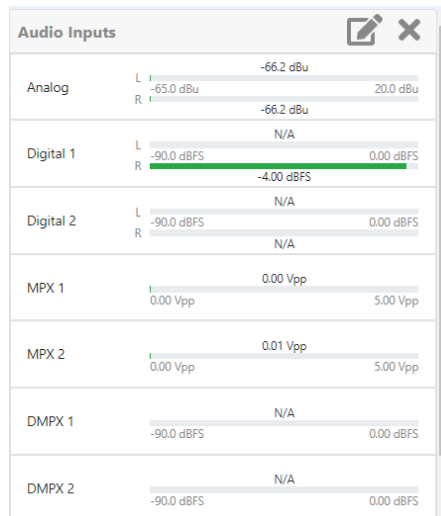 Audio Inputs
-66.2 dBu
Analog
L
-65.0 dBu 20.0 dBu
R
-66.2 dBu
N/A
Digital 1
L
-90.0 dBFS 0.00 dBFS
R
-4.00 dBFS
N/A
Digital 2
L
-90.0 dBFS 0.00 dBFS
R
N/A
0.00 Vpp
MPX 1
0.00 Vpp 5.00 Vpp
0.01 Vpp
MPX 2
0.00 Vpp 5.00 Vpp
N/A
DMPX 1
-90.0 dBFS 0.00 dBFS
N/A
DMPX 2
-90.0 dBFS 0.00 dBFS